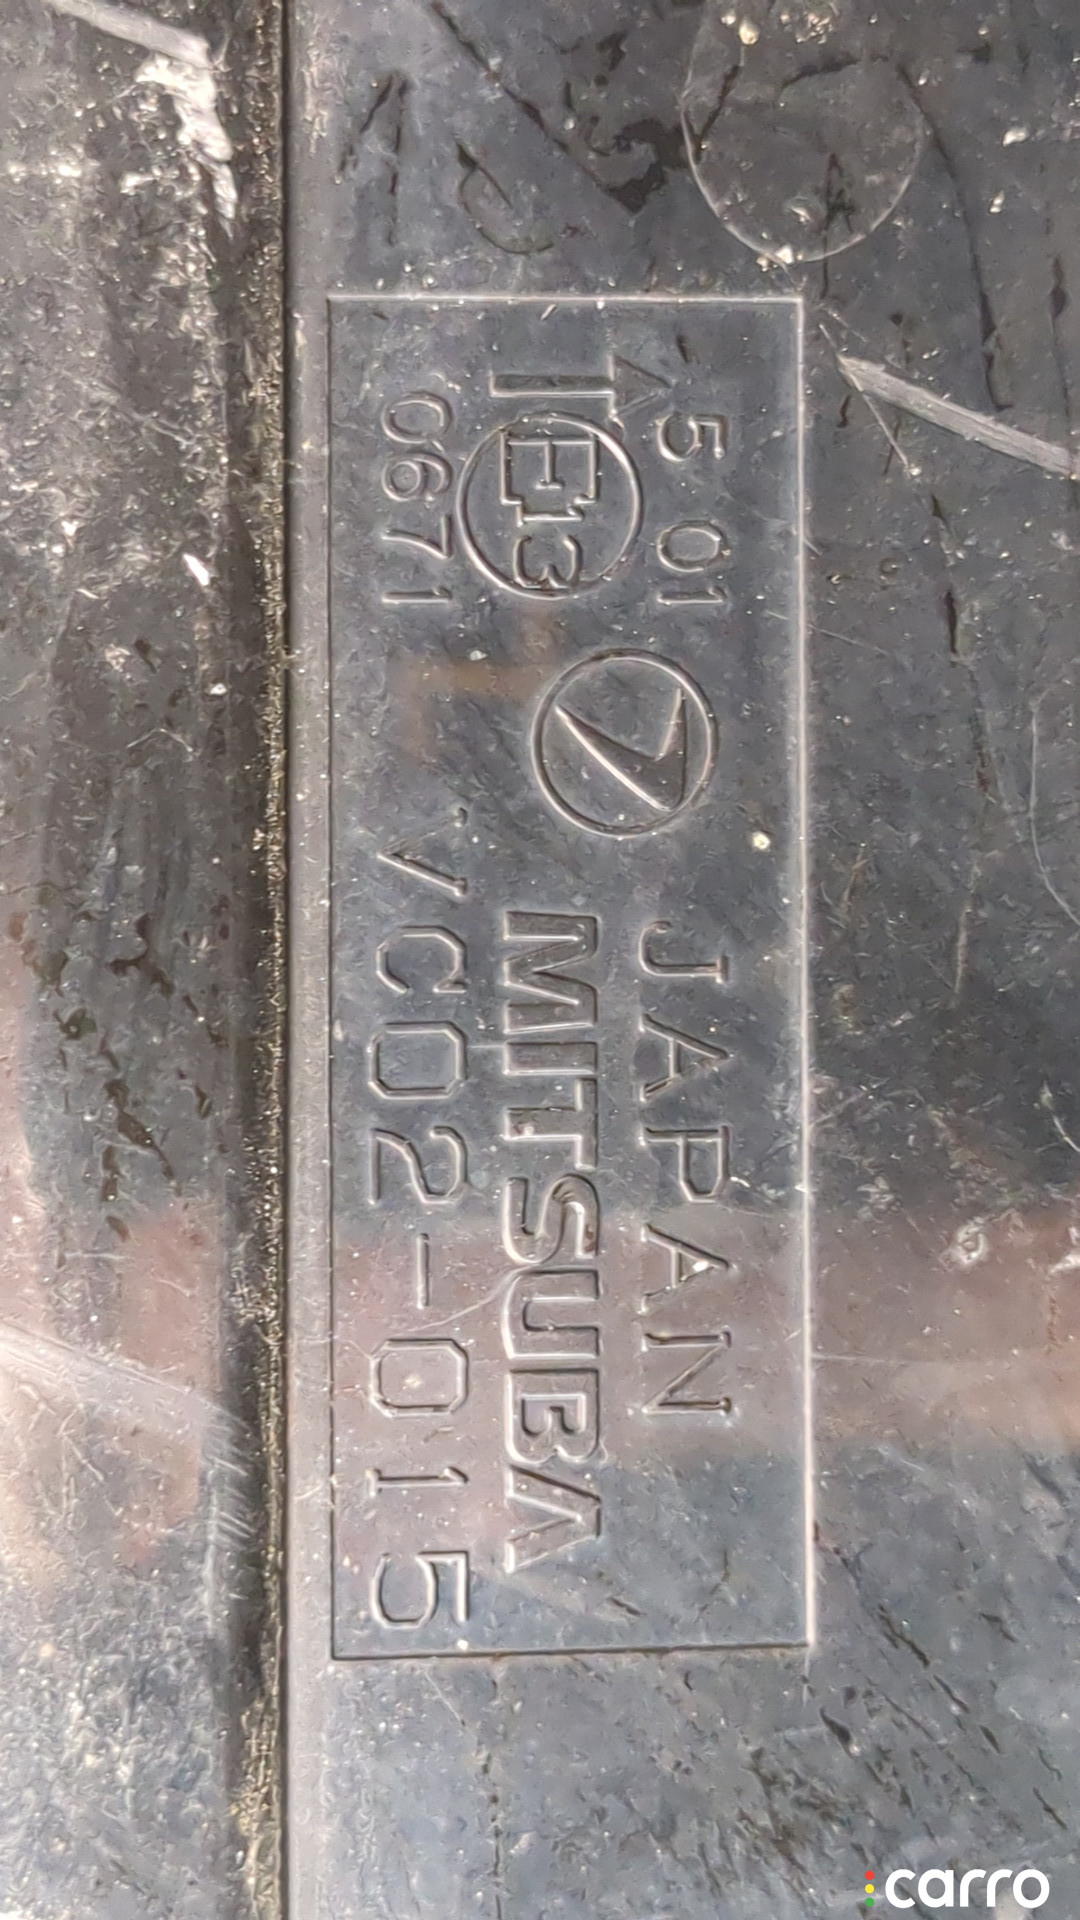 5 01
E13
0671
JAPAN
MITSUBA
VC02-015
carro